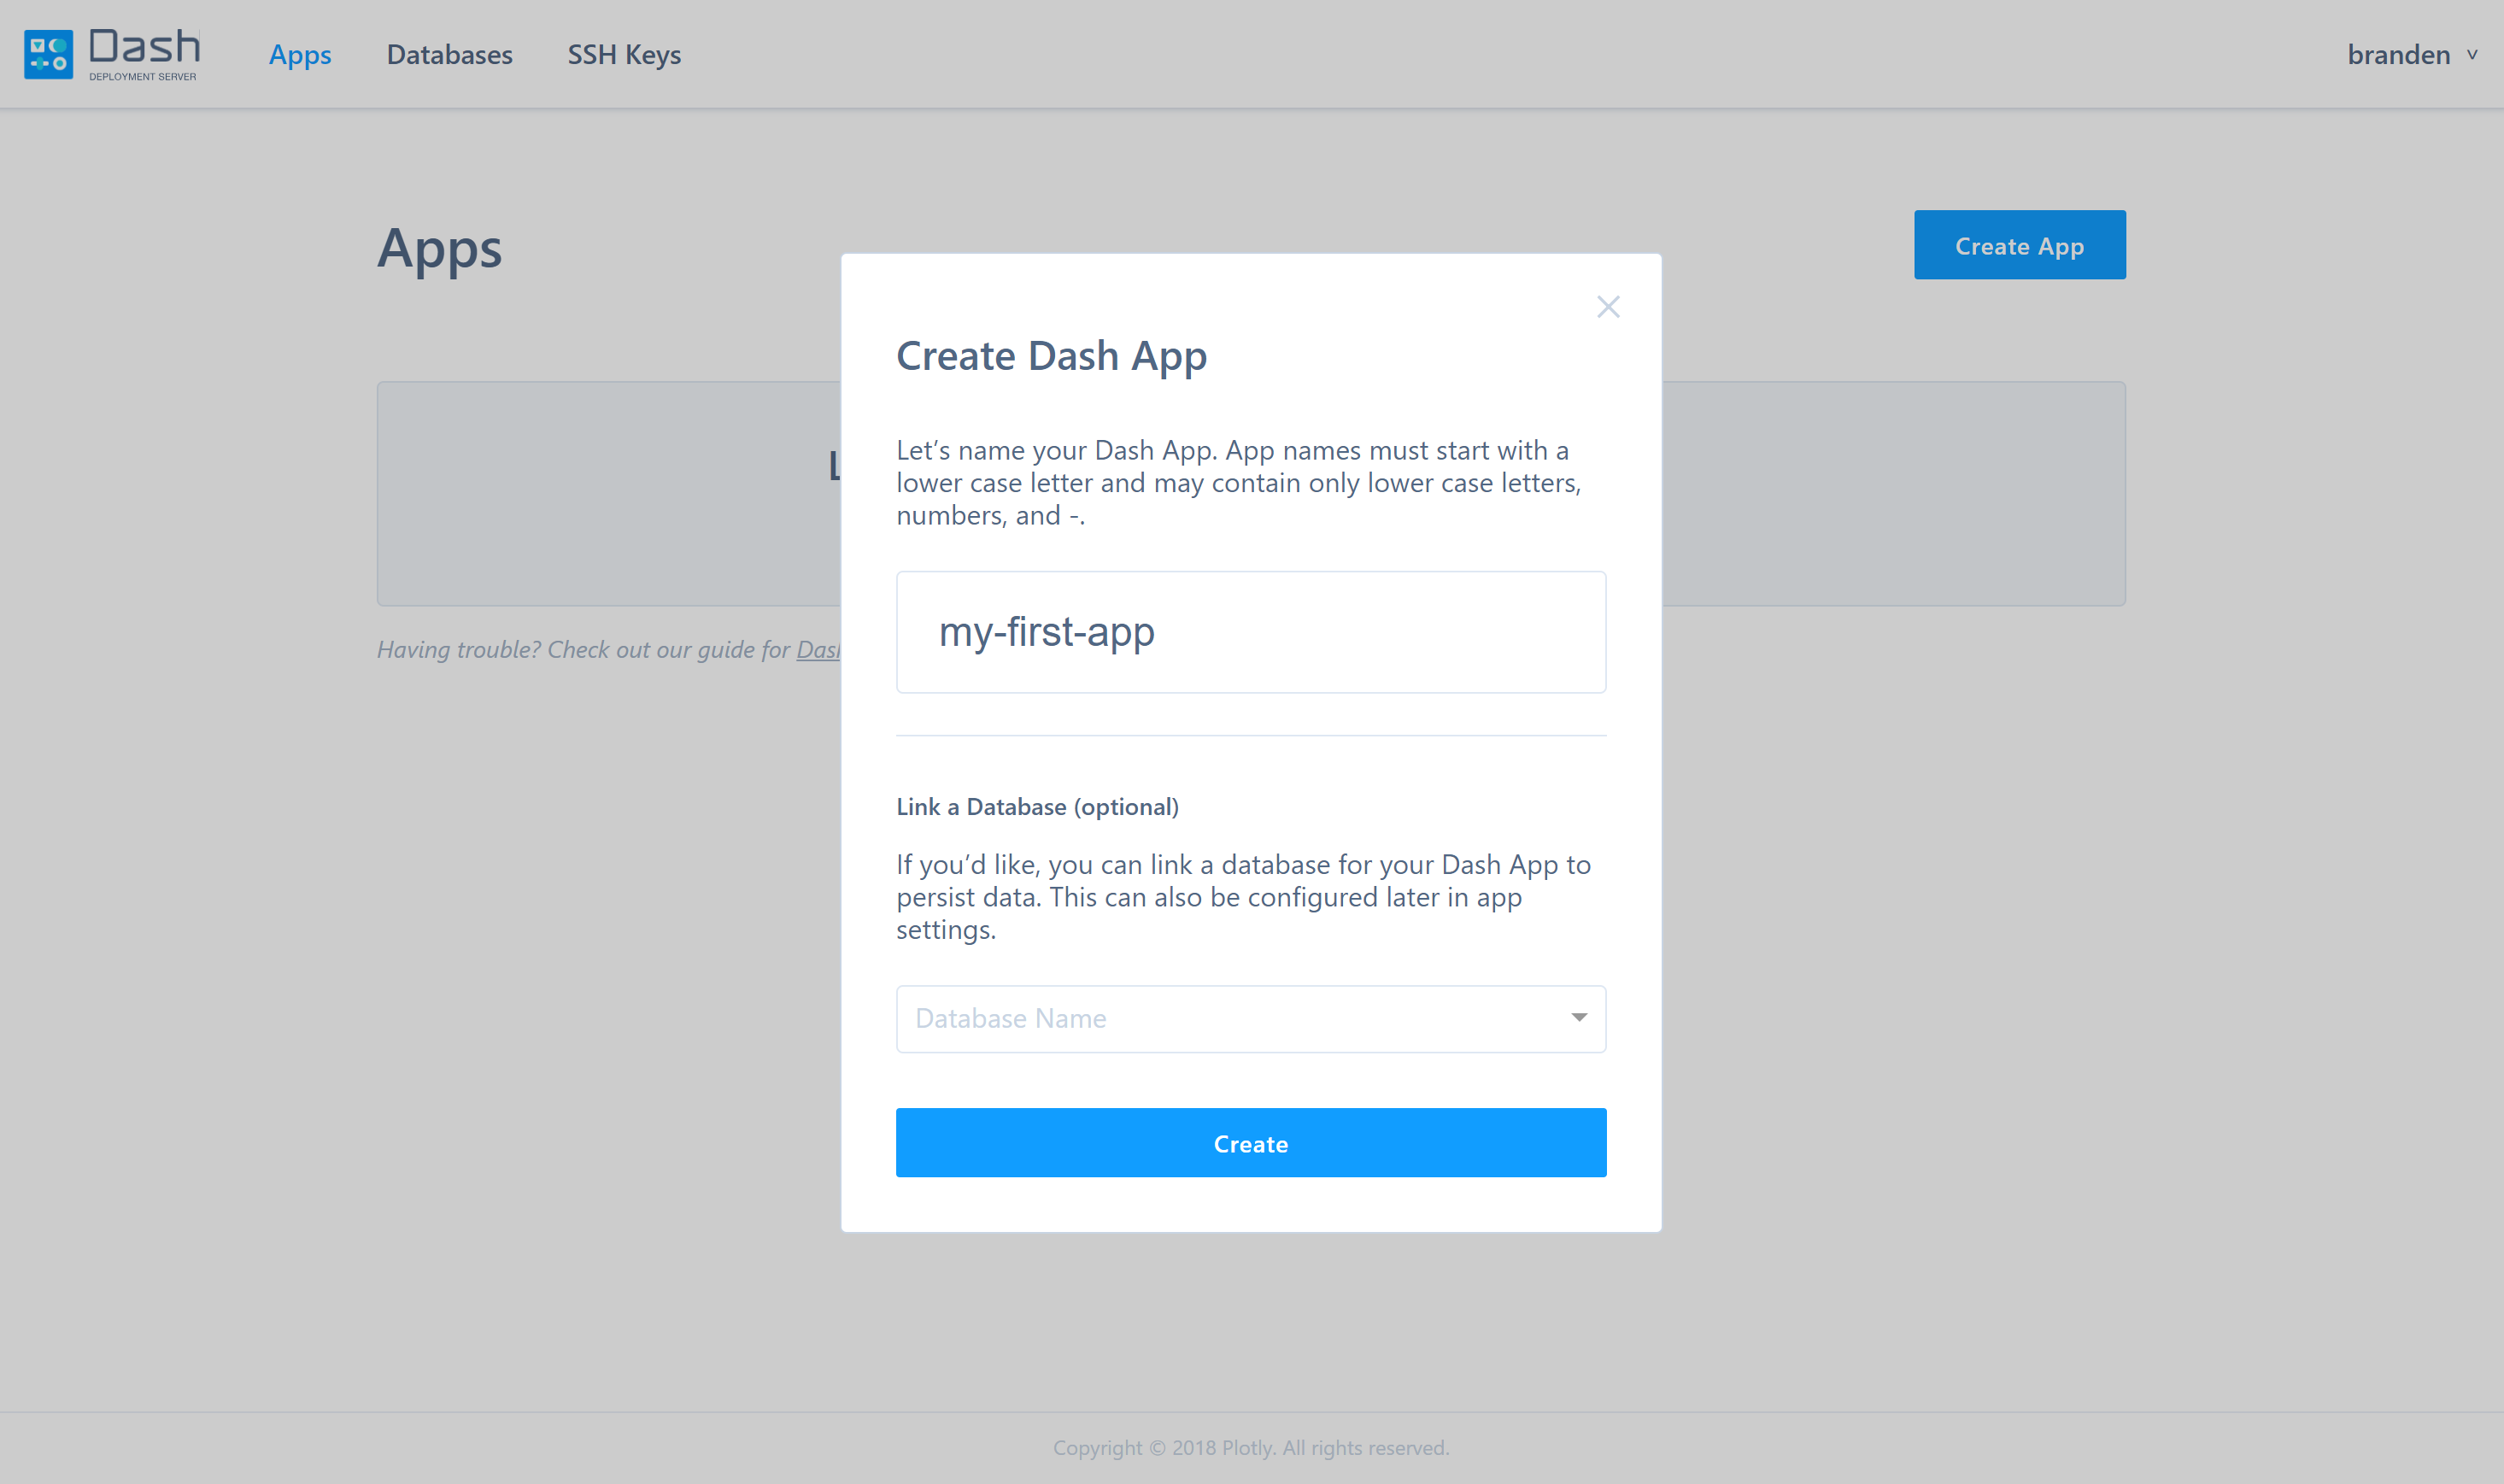 Dash
DEPLOYMENT SERVER
Apps
Databases
SSH Keys
branden
Apps
Create App
Having trouble? Check out our guide for
Create Dash App
Let’s name your Dash App. App names must start with a
lower case letter and may contain only lower case letters,
numbers, and -.
my-first-app
Link a Database (optional)
If you’d like, you can link a database for your Dash App to
persist data. This can also be configured later in app
settings.
Database Name
Create
Copyright © 2018 Plotly. All rights reserved.